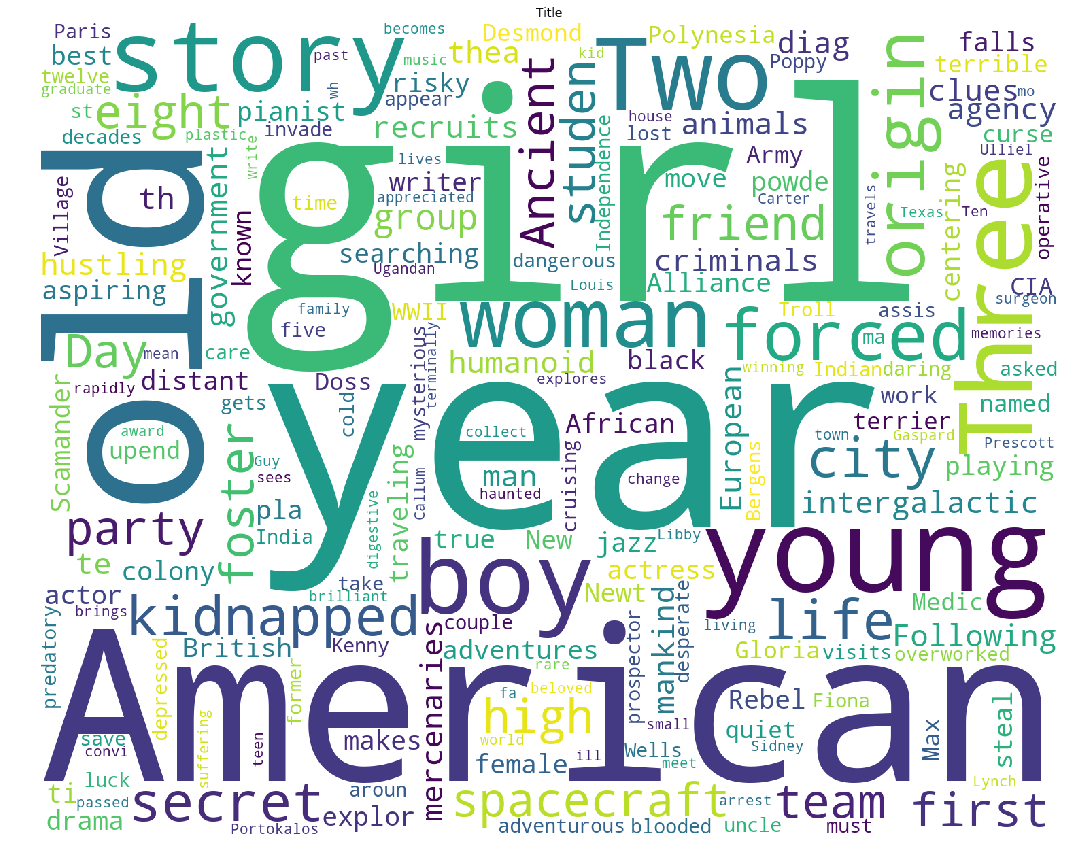 Title
Paris
best
twelve
graduate
st
eight
decades
story
past
becomes
music
wh
pianist
invade
write
plastic
risky
appear
thea
Desmond
recruits
lives
writer
appreciated
group
Ancient
studen
kid
Two
Polynesia
Poppy
diag
house
lost
animals
Independence
Army
move
powde
Carter
friend
criminals
dangerous
Louis
Alliance
travels
origin
falls
terrible
clues
mo
agency
curse
Ulliel
centering
Texas
Ten
operative
Three
CIA
surgeon
Village
th
old
hustling
aspiring
government
known
girl
time
searching
Ugandan
family
five
WWII
woman
Troll
assis
forced
ma
memories
Day
mean
care
rapidly
distant
Doss
mysterious
terminally
humanoid
black
explores
winning
Indian
daring
asked
Scamander
award
upend
gets
cold
Guy
sees
foster
year
collect
man
haunted
African
cruising
change
European
Bergens
work
terrier
town
Gaspard
named
Prescott
city
playing
party
pla
India
digestive
traveling
Callum
intergalactic
te
colony
true
New
jazz
Libby
young
take
brilliant
boy
actress
Newt
mankind
desperate
actor
brings
kidnapped
couple
living
life
Medic
Following
predatory
British
Kenny
mercenaries
adventures
rare
prospector
Gloria
visits
overworked
American
depressed
former
fa
beloved
high
small
Rebel
Fiona
save
convi
suffering
teen
makes
world
female
ill
Wells
meet
quiet
Sidney
Max
steal
luck
ti
passed
drama
secret
aroun
Portokalos
explor
spacecraft
adventurous
blooded
arrest
uncle
team
must
first
Lynch